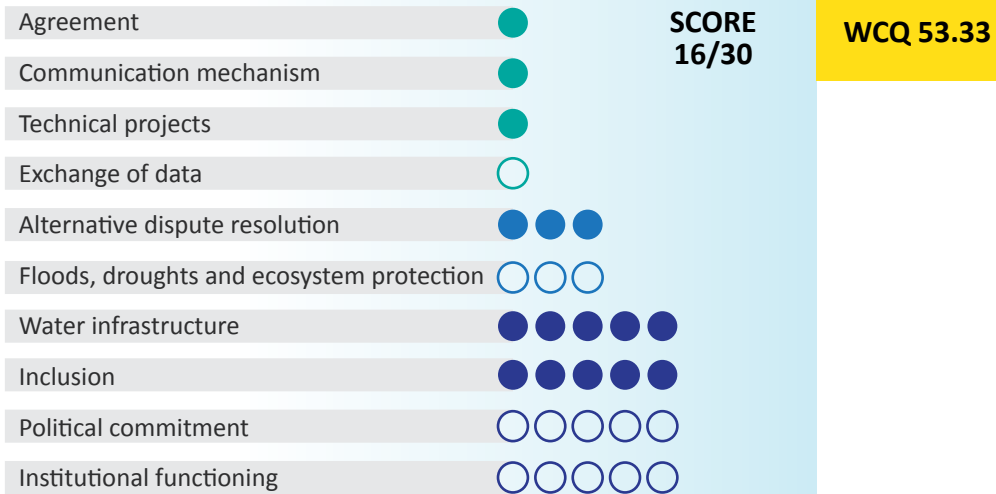 Agreement
SCORE
16/30
WCQ 53.33
Communication mechanism
Technical projects
Exchange of data
Alternative dispute resolution
Floods, droughts and ecosystem protection
Water infrastructure
Inclusion
Political commitment
Institutional functioning